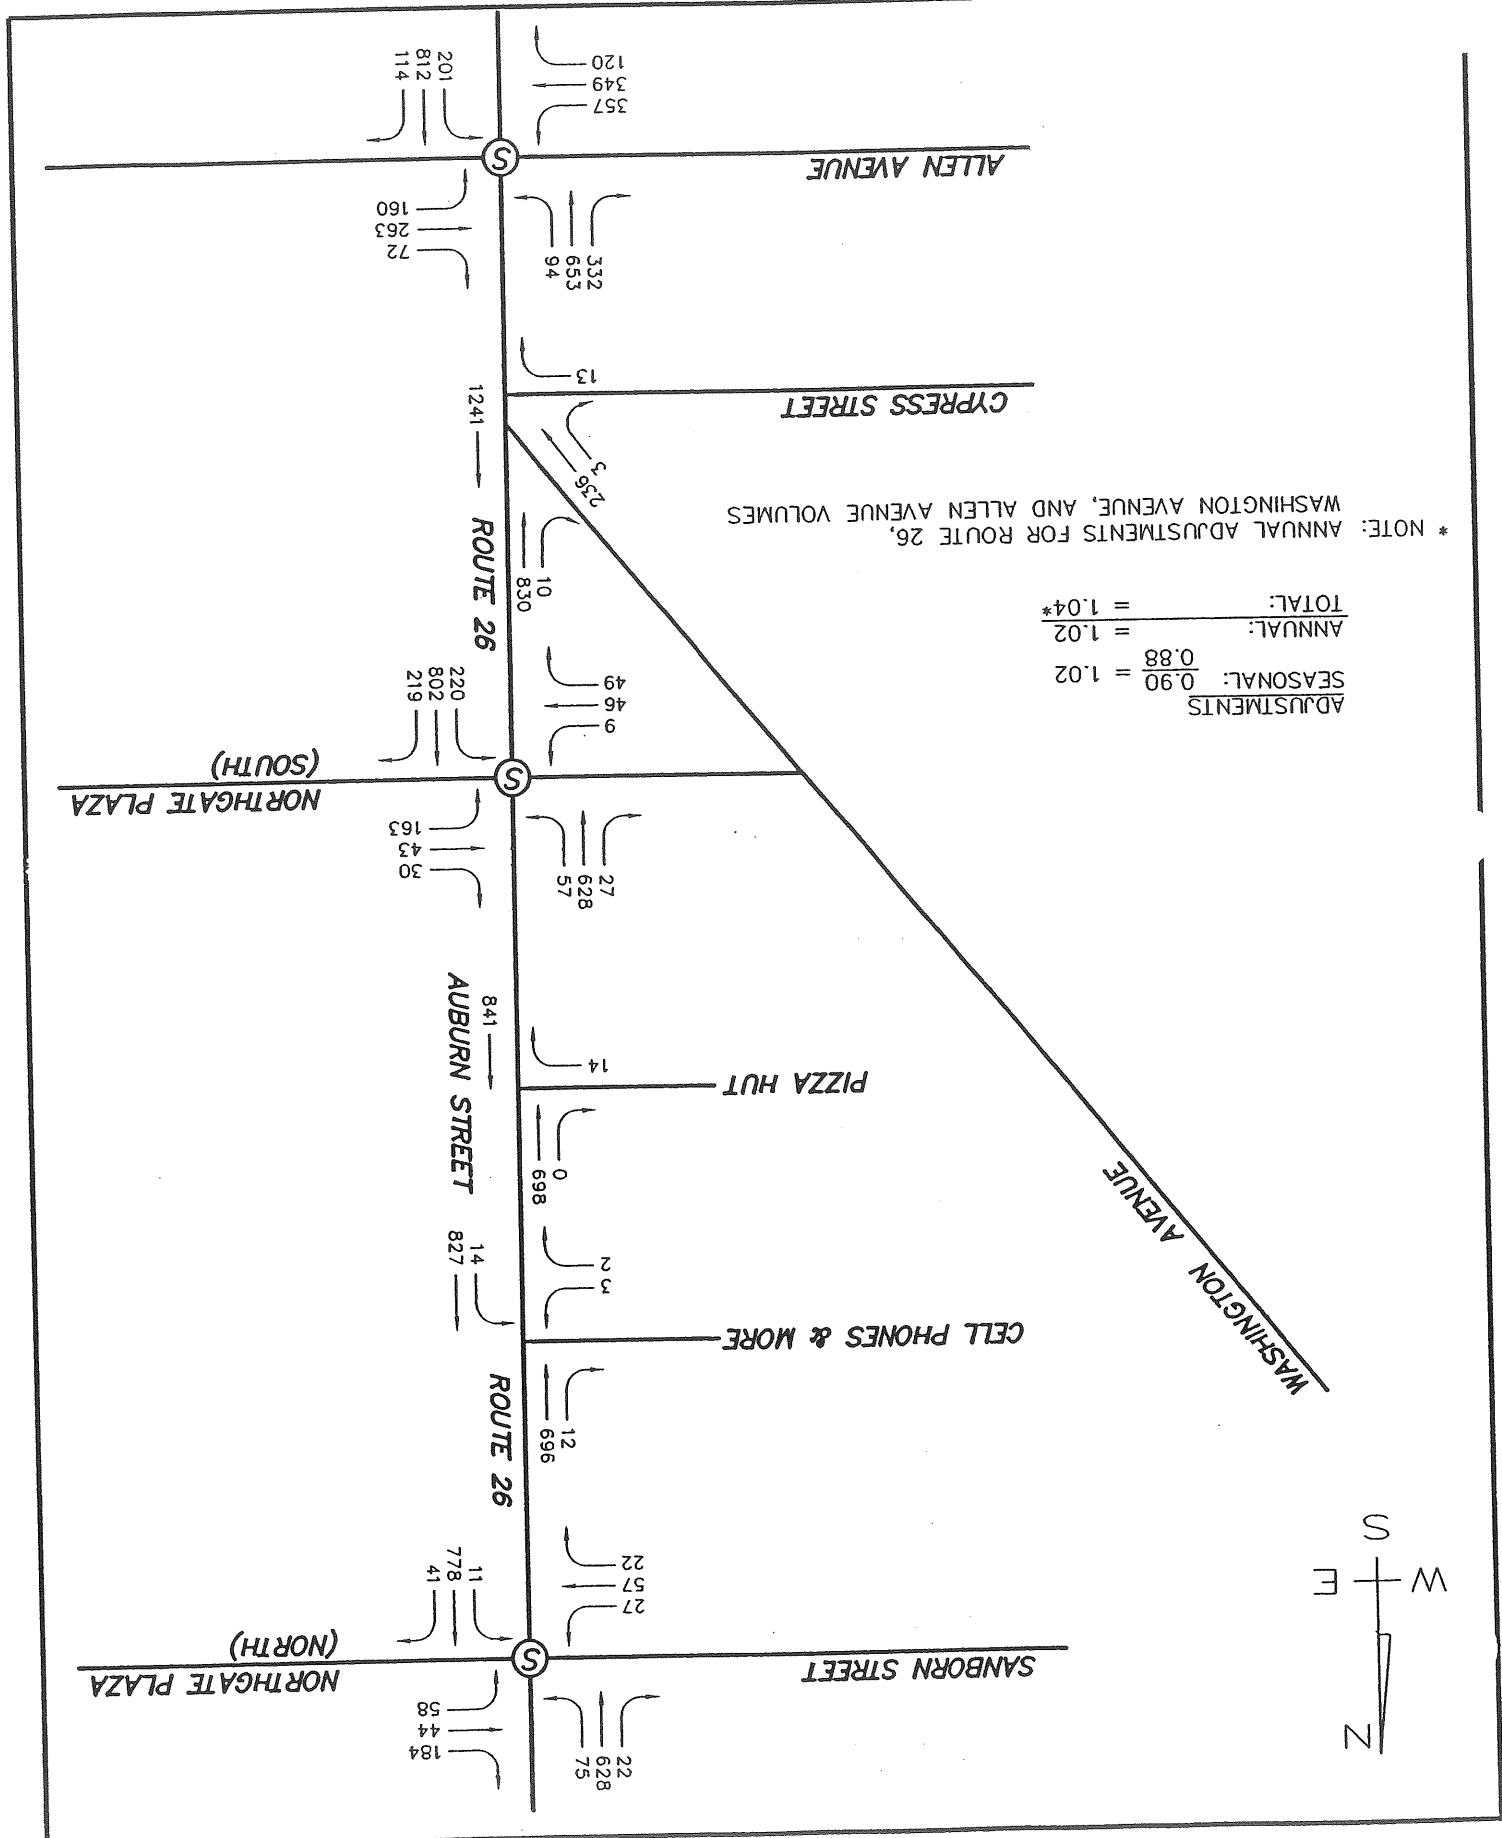 N
W E
S
22
628
75
184
44
58
SANBORN STREET
NORTHGATE PLAZA
(NORTH)
27
57
22
11
778
41
ROUTE 26
12
696
CELL PHONES & MORE
3
2
14
827
WASHINGTON AVENUE
AUBURN STREET
0
698
PIZZA HUT
14
841
27
628
57
30
43
163
NORTHGATE PLAZA
(SOUTH)
9
46
49
220
802
219
ADJUSTMENTS
SEASONAL: 0.90
0.88 = 1.02
ANNUAL: = 1.02
TOTAL: = 1.04*
* NOTE: ANNUAL ADJUSTMENTS FOR ROUTE 26,
WASHINGTON AVENUE, AND ALLEN AVENUE VOLUMES
ROUTE 26
10
830
236
3
1241
CYPRESS STREET
13
332
653
94
72
263
160
ALLEN AVENUE
357
349
120
201
812
114
S
S
S